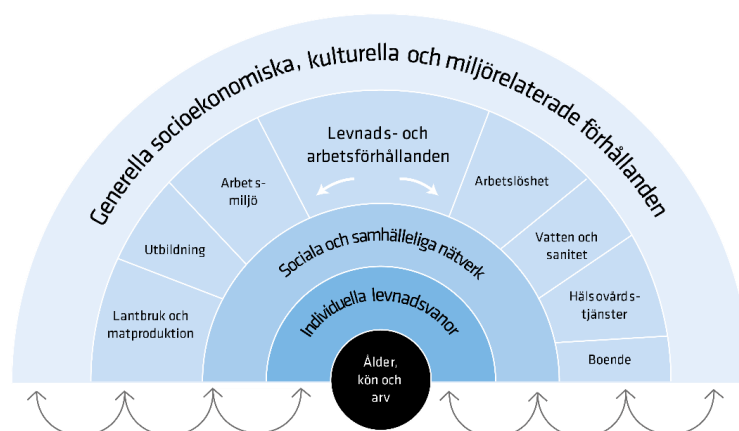 Generella socioekonomiska, kulturella och miljörelaterade förhållanden
Levnads- och
arbetsförhållanden
Arbets-
miljö
Arbetslöshet
Utbildning
Vatten och
sanitet
Lantbruk och
matproduktion
Hälsovårds-
tjänster
Boende
Sociala och samhälleliga nätverk
Individuella levnadsvanor
Ålder,
kön och
arv